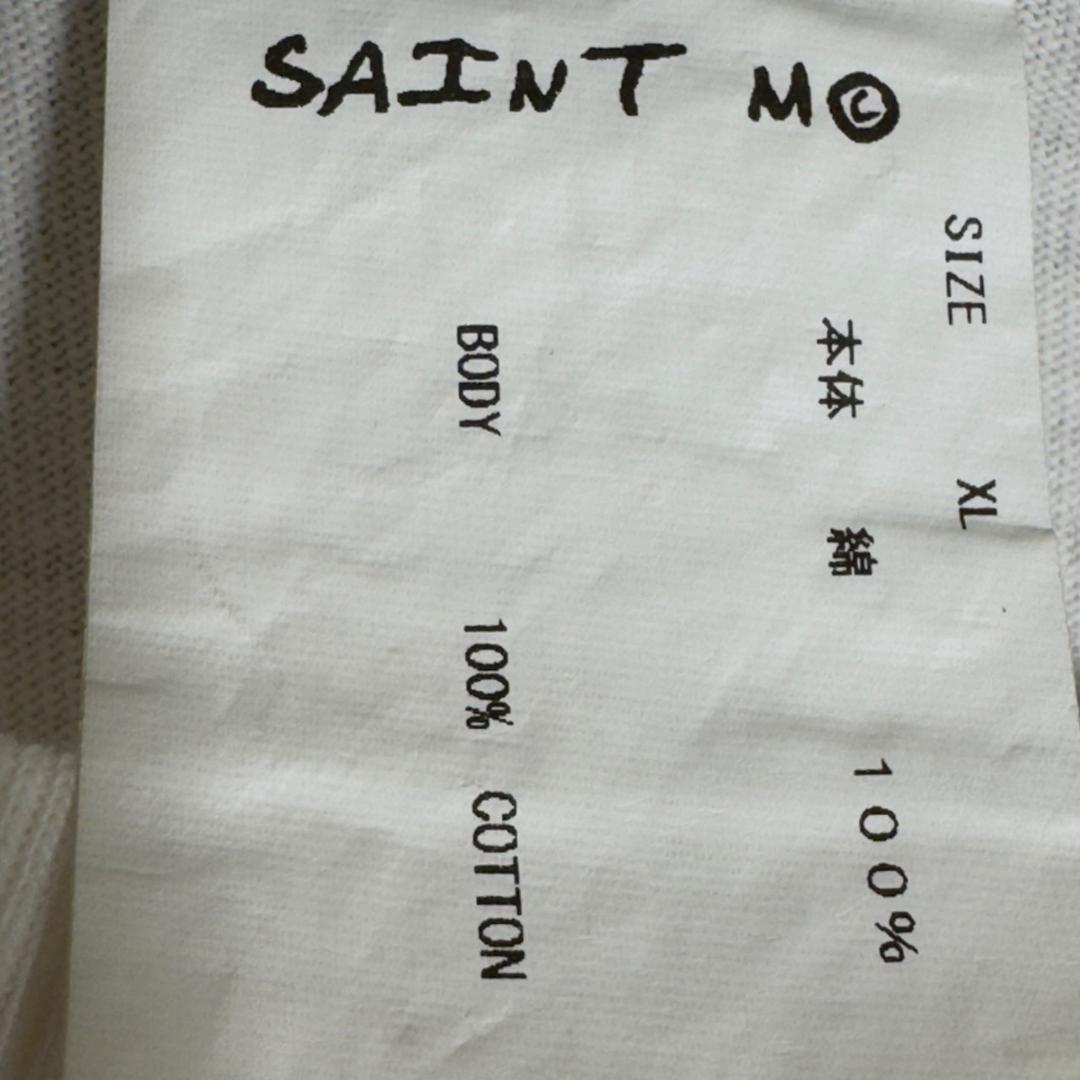 SAINT M©
SIZE XL
本体 綿 100%
BODY 100% COTTON